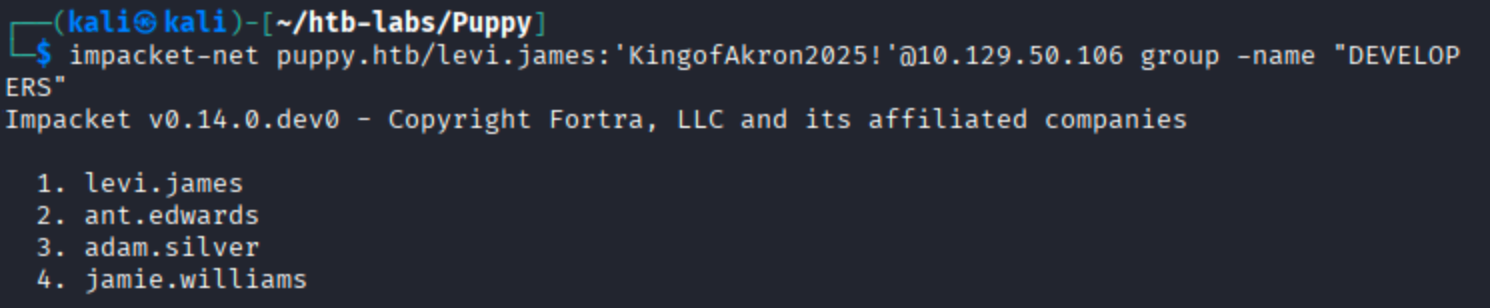 ┌──(kali㉿kali)-[~/htb-labs/Puppy]
└─$ impacket-net puppy.htb/levi.james:'KingofAkron2025!'@10.129.50.106 group -name "DEVELOP
ERS"
Impacket v0.14.0.dev0 - Copyright Fortra, LLC and its affiliated companies
1. levi.james
2. ant.edwards
3. adam.silver
4. jamie.williams